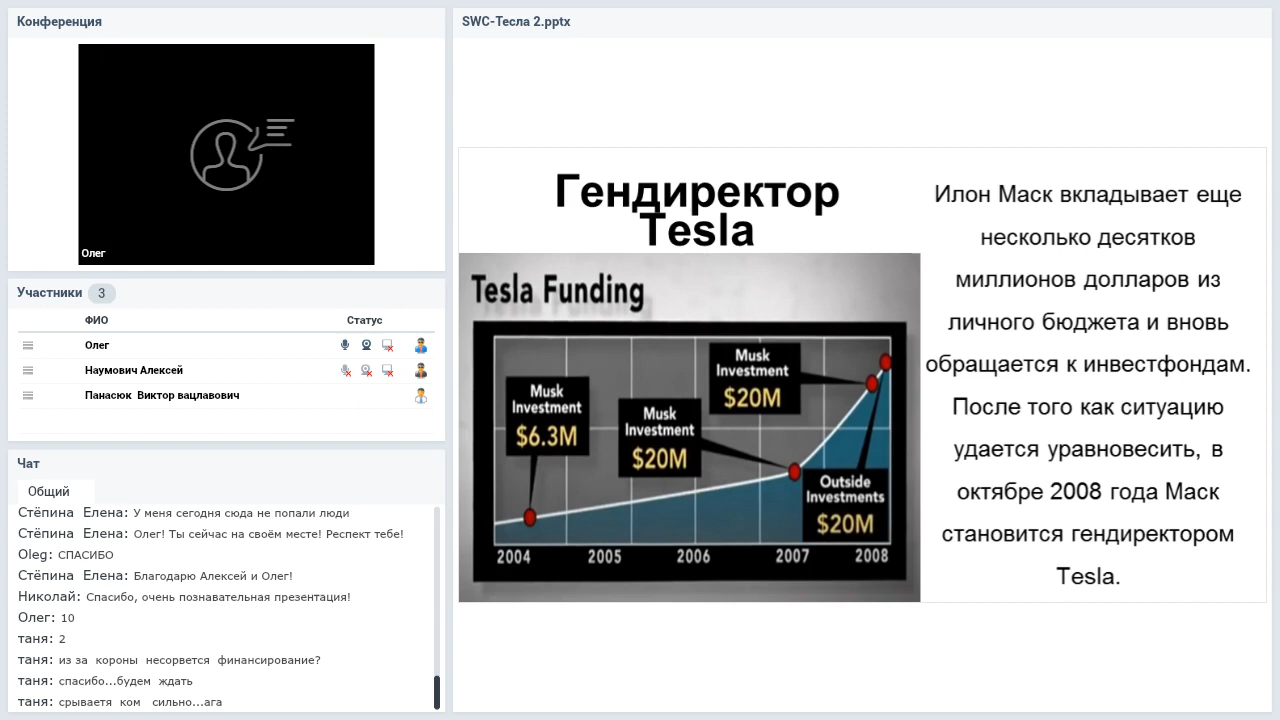 Конференция
Олег
Участники 3
ФИО Статус
Олег
Наумович Алексей
Панасюк Виктор вацлавович
Чат
Общий
Стёпина Елена: У меня сегодня сюда не попали люди
Стёпина Елена: Олег! Ты сейчас на своём месте! Респект тебе!
Oleg: СПАСИБО
Стёпина Елена: Благодарю Алексей и Олег!
Николай: Спасибо, очень познавательная презентация!
Олег: 10
таня: 2
таня: из за короны несорвется финансирование?
таня: спасибо...будем ждать
таня: срываетя ком сильно...ага
SWC-Тесла 2.pptx
Гендиректор
Tesla
Tesla Funding
Musk
Investment
$6.3M
Musk
Investment
$20M
Musk
Investment
$20M
Outside
Investments
$20M
2004 2005 2006 2007 2008
Илон Маск вкладывает еще
несколько десятков
миллионов долларов из
личного бюджета и вновь
обращается к инвестфондам.
После того как ситуацию
удается уравновесить, в
октябре 2008 года Маск
становится гендиректором
Tesla.